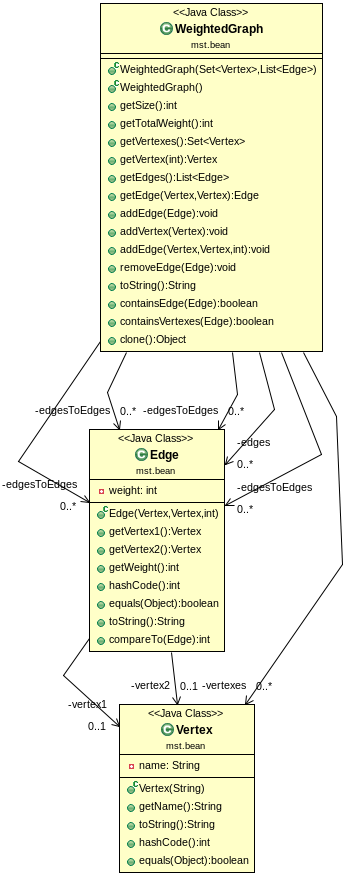 <<Java Class>>
WeightedGraph
mst.bean
WeightedGraph(Set<Vertex>,List<Edge>)
WeightedGraph()
getSize():int
getTotalWeight():int
getVertexes():Set<Vertex>
getVertex(int):Vertex
getEdges():List<Edge>
getEdge(Vertex,Vertex):Edge
addEdge(Edge):void
addVertex(Vertex):void
addEdge(Vertex,Vertex,int):void
removeEdge(Edge):void
toString():String
containsEdge(Edge):boolean
containsVertexes(Edge):boolean
clone():Object
-edgesToEdges 0..* -edgesToEdges 0..*
-edges
0..*
-edgesToEdges
0..*
-edgesToEdges
0..*
<<Java Class>>
Edge
mst.bean
weight: int
Edge(Vertex,Vertex,int)
getVertex1():Vertex
getVertex2():Vertex
getWeight():int
hashCode():int
equals(Object):boolean
toString():String
compareTo(Edge):int
-vertex2 0..1 -vertexes 0..*
-vertex1
0..1
<<Java Class>>
Vertex
mst.bean
name: String
Vertex(String)
getName():String
toString():String
hashCode():int
equals(Object):boolean